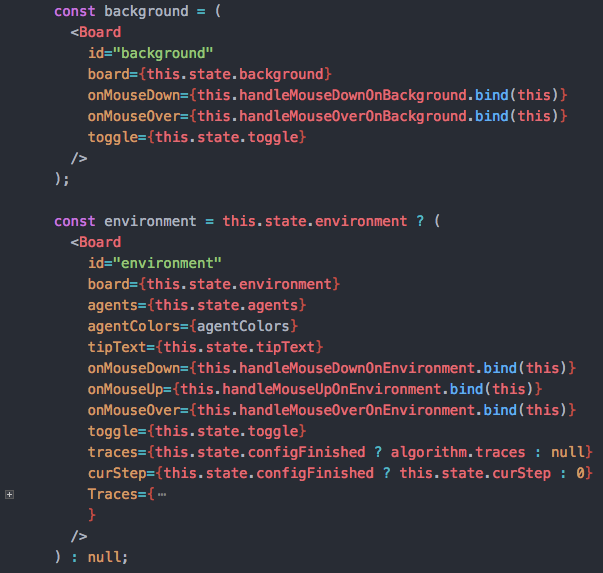 const background = (
<Board
id="background"
board={this.state.background}
onMouseDown={this.handleMouseDownOnBackground.bind(this)}
onMouseOver={this.handleMouseOverOnBackground.bind(this)}
toggle={this.state.toggle}
/>
);
const environment = this.state.environment ? (
<Board
id="environment"
board={this.state.environment}
agents={this.state.agents}
agentColors={agentColors}
tipText={this.state.tipText}
onMouseDown={this.handleMouseDownOnEnvironment.bind(this)}
onMouseUp={this.handleMouseUpOnEnvironment.bind(this)}
onMouseOver={this.handleMouseOverOnEnvironment.bind(this)}
toggle={this.state.toggle}
traces={this.state.configFinished ? algorithm.traces : null}
curStep={this.state.configFinished ? this.state.curStep : 0}
Traces={⋯
}
/>
) : null;